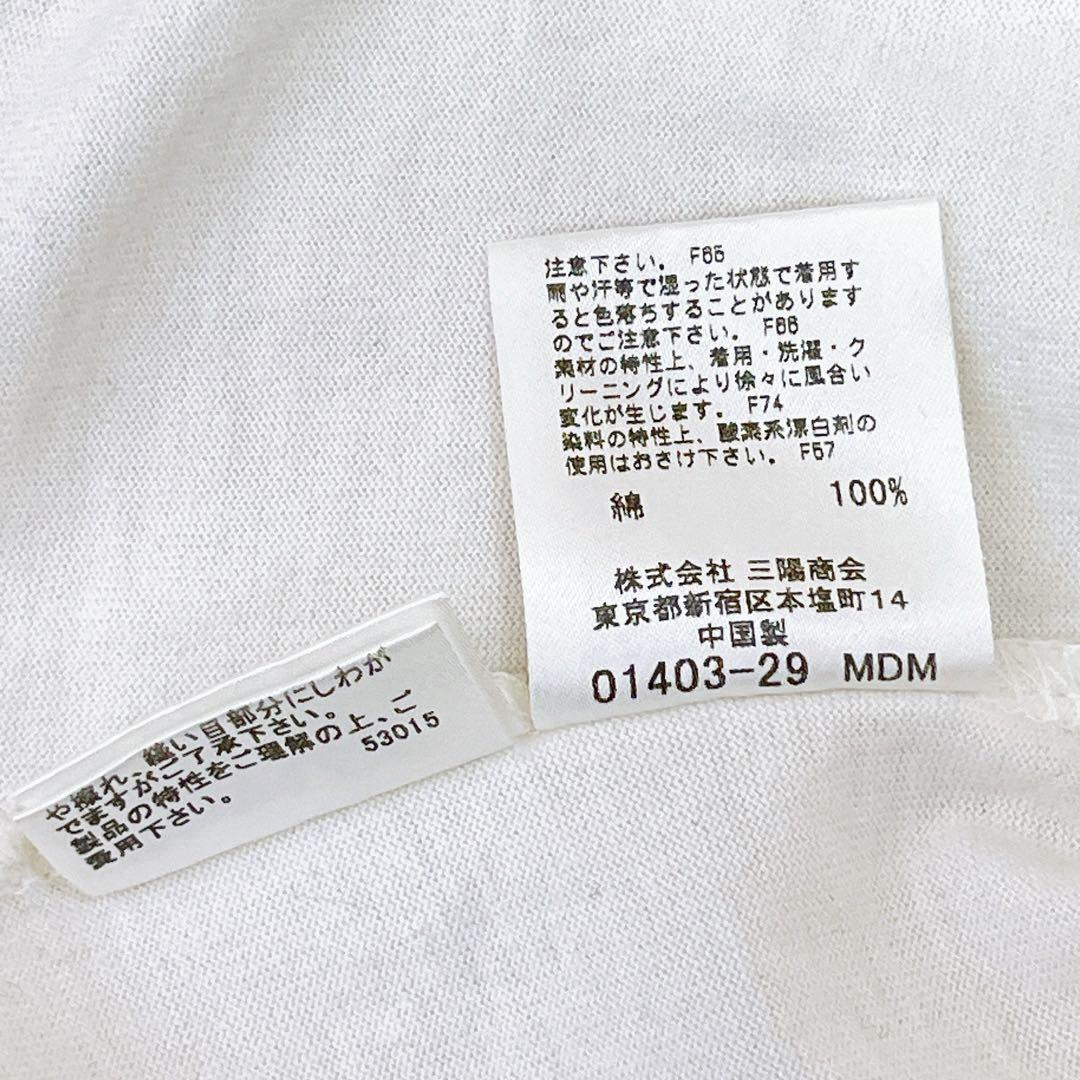 注意下さい。 F65
雨や汗等で湿った状態で着用す
ると色落ちすることがあります
のでご注意下さい。 F66
素材の特性上、着用・洗濯・ク
リーニングにより徐々に風合い
変化が生じます。 F74
染料の特性上、酸素系漂白剤の
使用はおさけ下さい。 F57
綿 100%
株式会社 三陽商会
東京都新宿区本塩町14
中国製
01403-29 MDM
や擦れ、縫い目部分にしわが
でますがご了承下さい。
製品の特性をご理解の上、ご
愛用下さい。 53015